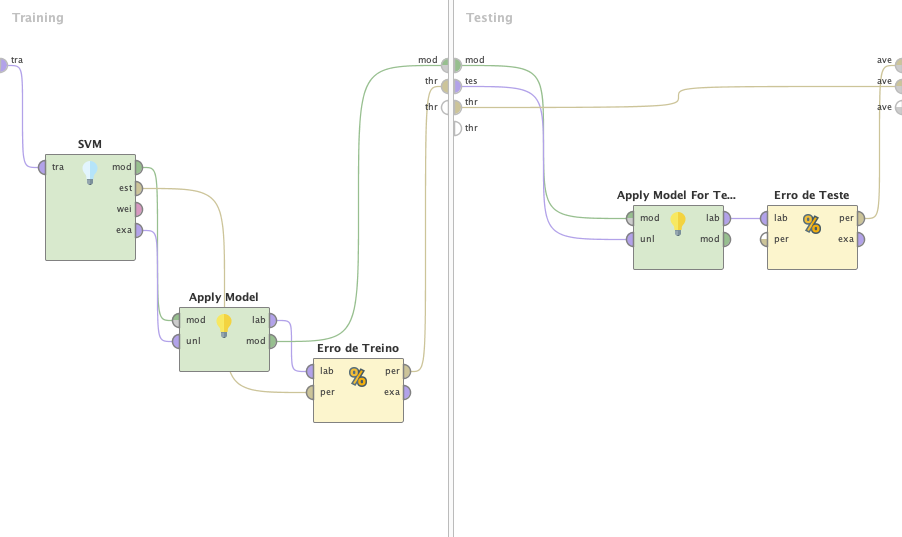 Training
tra
mod
thr
thr
SVM
tra mod
est
wei
exa
Apply Model
mod lab
unl mod
Erro de Treino
lab per
per exa
Testing
mod
tes
thr
thr
ave
ave
ave
Apply Model For Te...
mod lab
unl mod
Erro de Teste
lab per
per exa